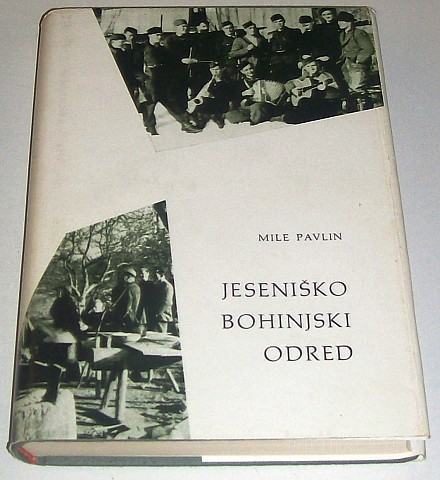 MILE PAVLIN
JESENIŠKO
BOHINJSKI
ODRED